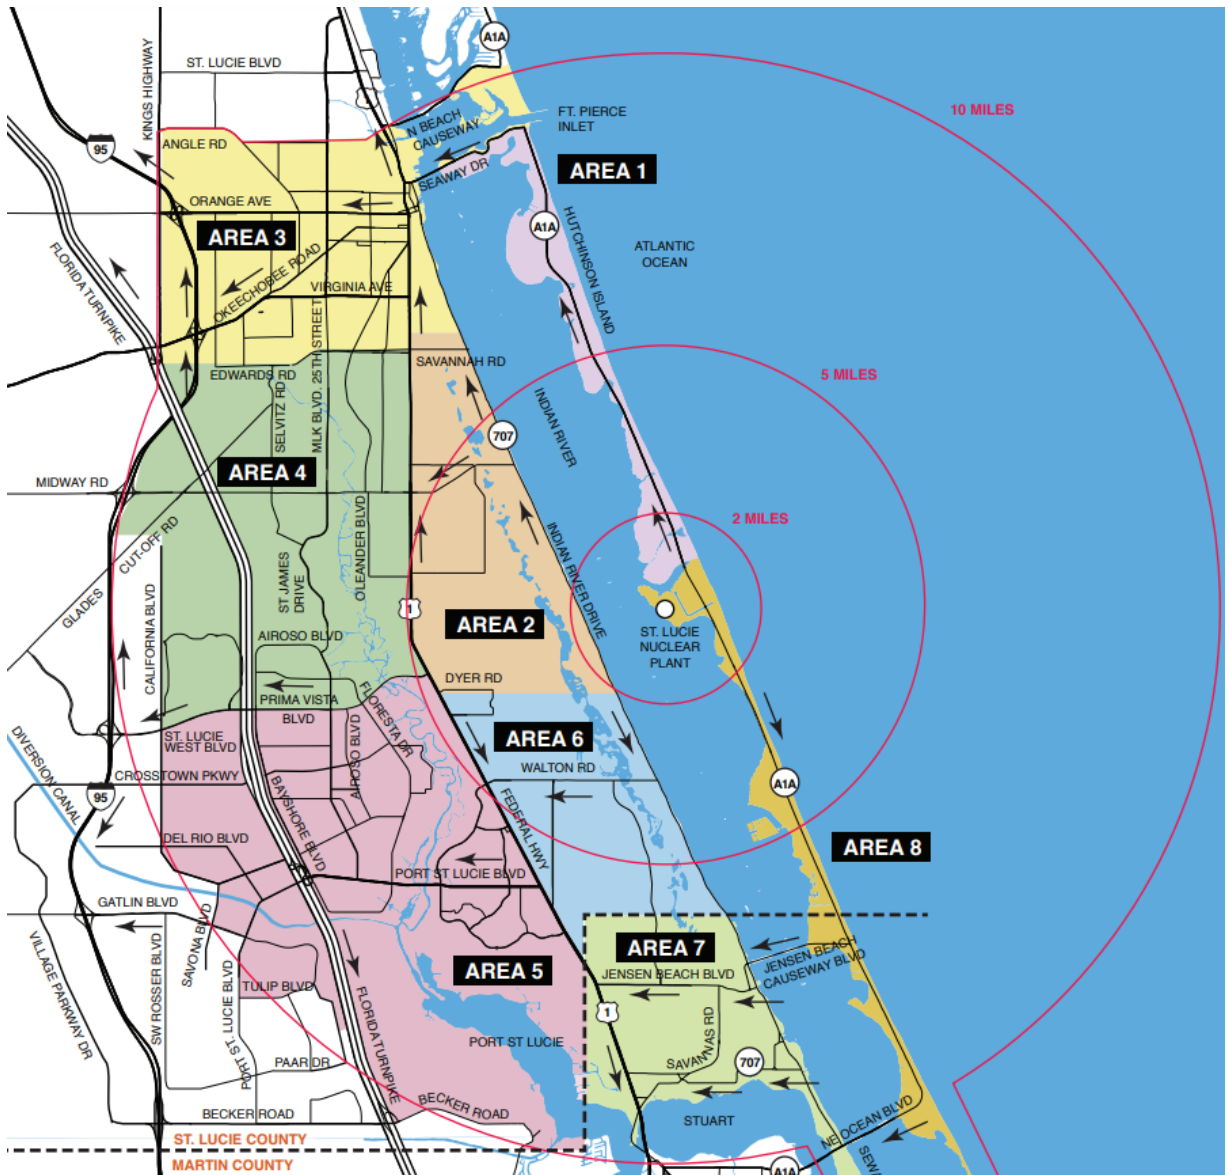 A1A
ST. LUCIE BLVD
KINGS HIGHWAY
10 MILES
FT. PIERCE
INLET
N BEACH
CAUSEWAY
95
ANGLE RD
SEAWAY DR
AREA 1
ORANGE AVE
AREA 3
A1A
HUTCHINSON ISLAND
ATLANTIC
OCEAN
FLORIDA TURNPIKE
OKEECHOBEE ROAD
VIRGINIA AVE
MLK BLVD. 25TH STREET
SAVANNAH RD
EDWARDS RD
5 MILES
SELVITZ RD
INDIAN RIVER
707
AREA 4
MIDWAY RD
2 MILES
GLADES
CUT-OFF RD
OLEANDER BLVD
INDIAN RIVER DRIVE
ST JAMES
DRIVE
1
AREA 2
ST. LUCIE
NUCLEAR
PLANT
CALIFORNIA BLVD
AIROSO BLVD
DYER RD
PRIMA VISTA
BLVD
FLORESTA DR
ST. LUCIE
WEST BLVD
AREA 6
DIVERSION CANAL
CROSSTOWN PKWY
AIROSO BLVD
WALTON RD
A1A
95
BAYSHORE BLVD
FEDERAL HWY
DEL RIO BLVD
AREA 8
PORT ST LUCIE BLVD
GATLIN BLVD
SAVONA BLVD
AREA 7
VILLAGE PARKWAY DR
SW ROSSER BLVD
PORT ST. LUCIE BLVD
AREA 5
JENSEN BEACH BLVD
JENSEN BEACH
CAUSEWAY BLVD
TULIP BLVD
FLORIDA TURNPIKE
1
SAVANNAS RD
PORT ST LUCIE
707
PAAR DR
BECKER ROAD
BECKER ROAD
STUART
NE OCEAN BLVD
ST. LUCIE COUNTY
MARTIN COUNTY
A1A